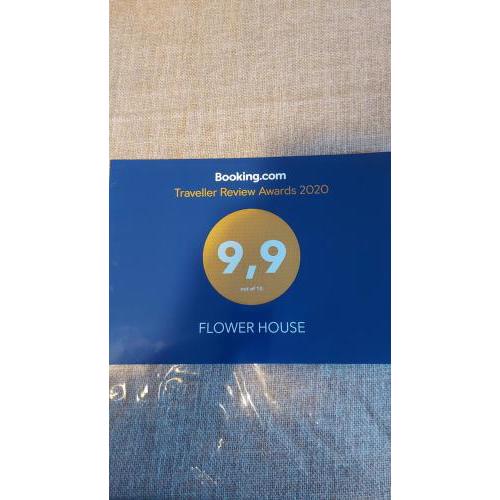 Booking.com
Traveller Review Awards 2020
9,9
out of 10
FLOWER HOUSE